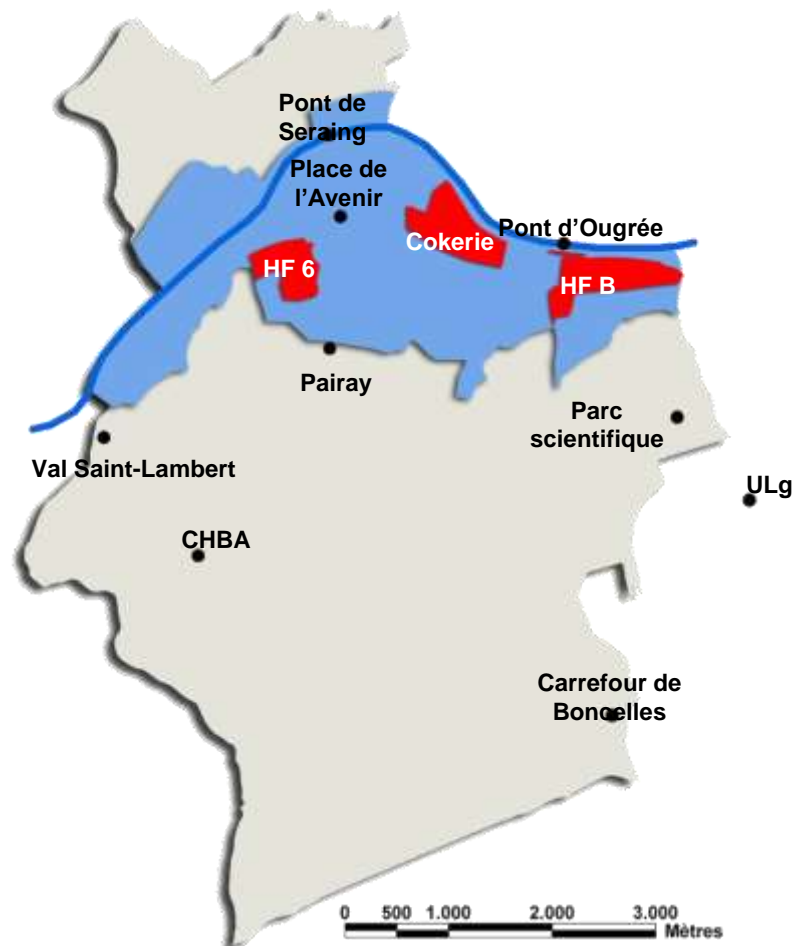 Pont de
Seraing
Place de
l'Avenir
Cokerie
Pont d'Ougrée
HF 6
HF B
Pairay
Parc
scientifique
Val Saint-Lambert
ULg
CHBA
Carrefour de
Boncelles
0 500 1.000 2.000 3.000
Mètres